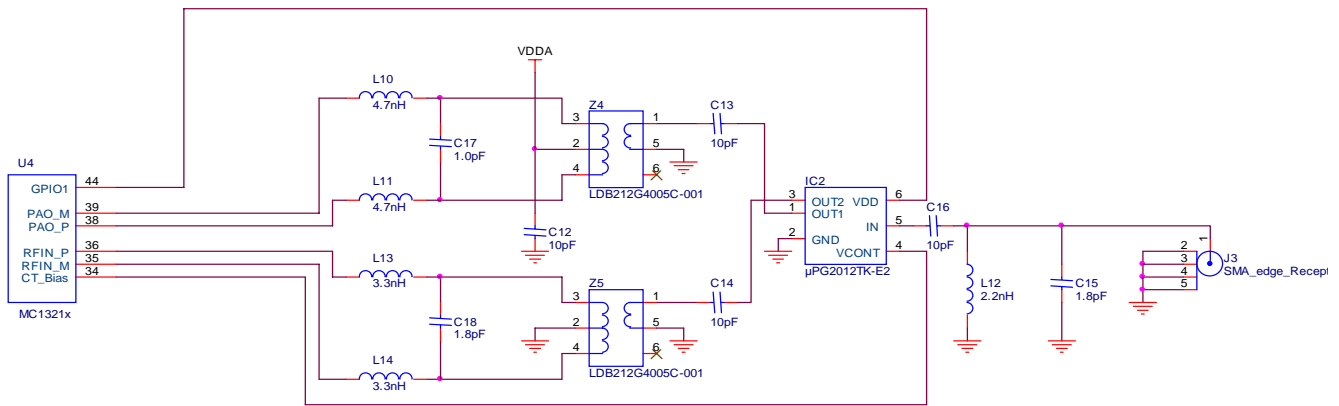 VDDA
L10
4.7nH
C17
1.0pF
Z4
3
2
4
1
5
6
LDB212G4005C-001
C13
10pF
U4
GPIO1
44
PAO_M
39
PAO_P
38
RFIN_P
36
RFIN_M
35
CT_Bias
34
MC1321x
L11
4.7nH
C12
10pF
IC2
3
1
2
OUT2
OUT1
GND
VDD
IN
VCONT
6
5
4
µPG2012TK-E2
C16
10pF
L13
3.3nH
C18
1.8pF
L14
3.3nH
Z5
3
2
4
1
5
6
LDB212G4005C-001
C14
10pF
L12
2.2nH
C15
1.8pF
1
2
3
4
5
J3
SMA_edge_Recept